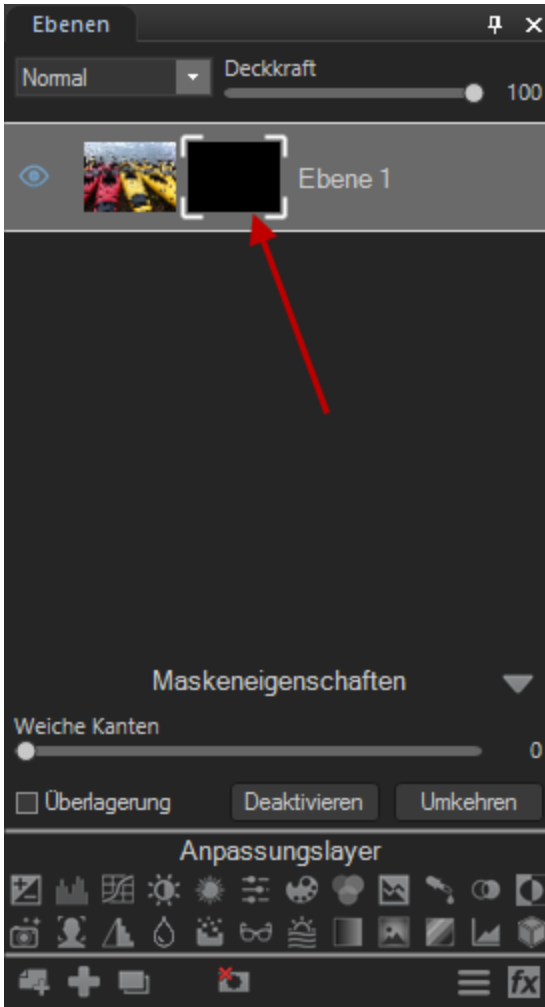 Ebenen
Normal
Deckkraft
100
Ebene 1
Maskeneigenschaften
Weiche Kanten
0
Überlagerung Deaktivieren Umkehren
Anpassungslayer
fx